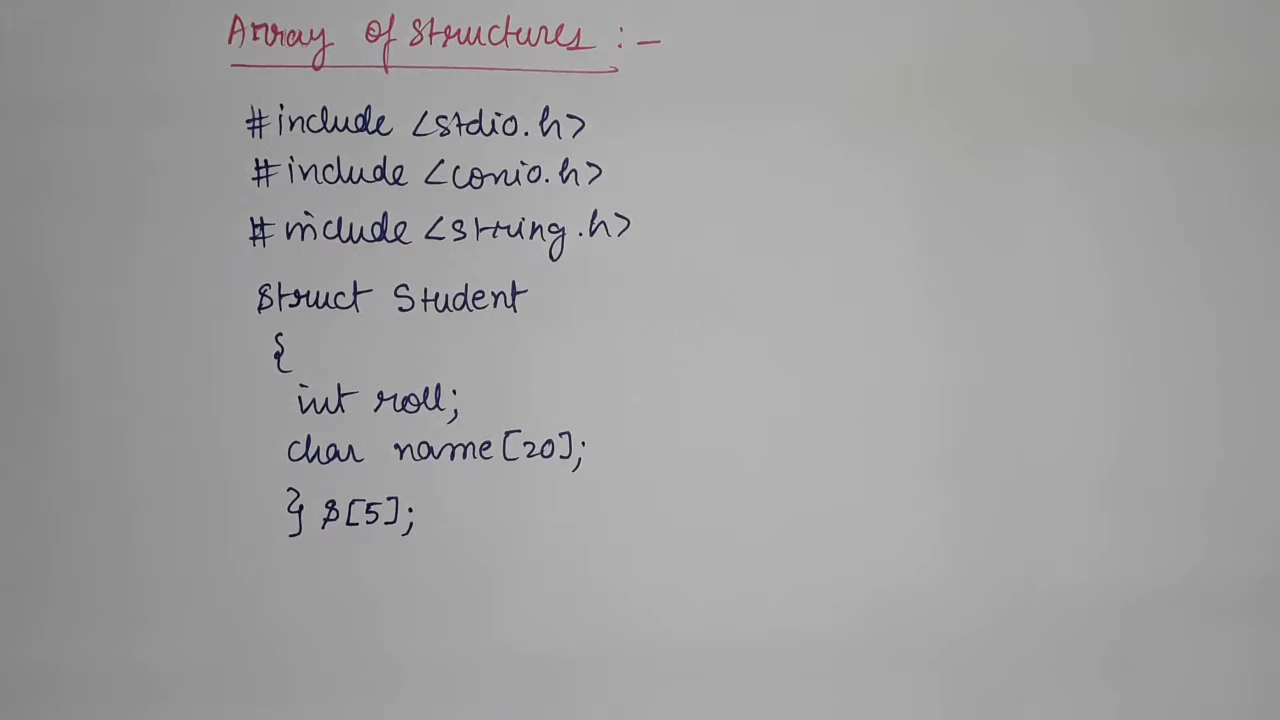 Array of structures :-
#include <stdio.h>
#include <conio.h>
#include <string.h>
struct Student
{
int roll;
char name[20];
} s[5];